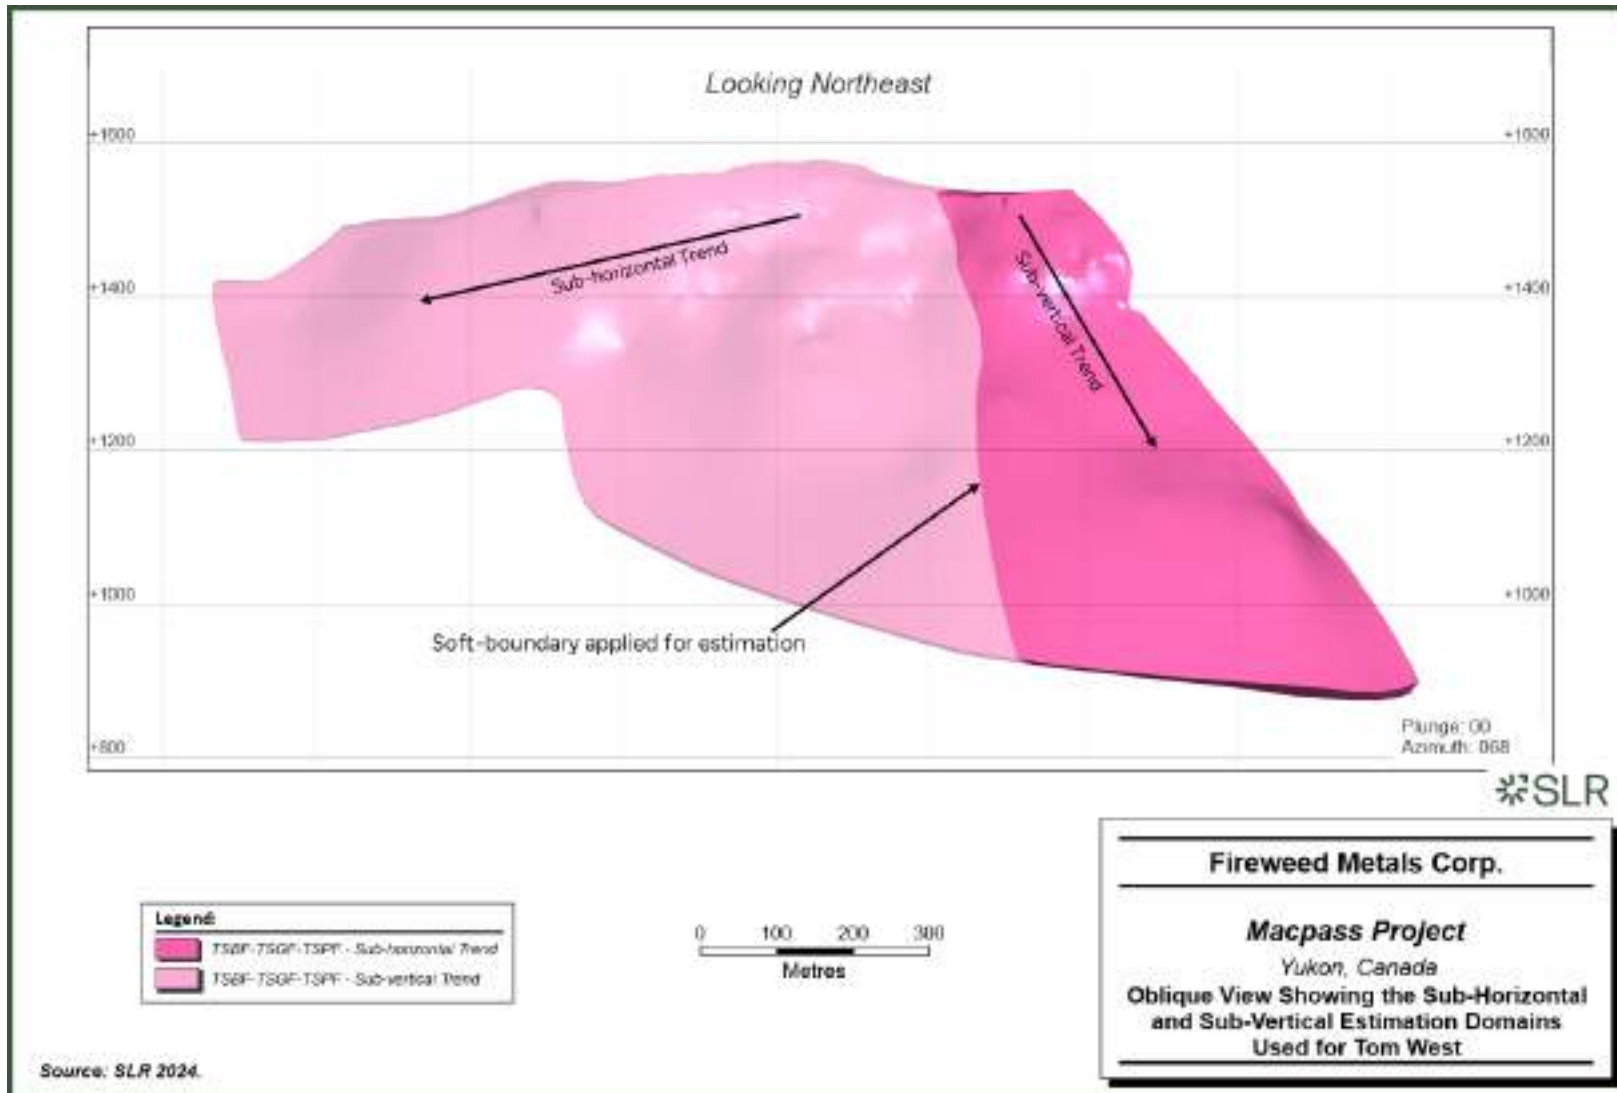 Looking Northeast
+1600
+1600
Sub-horizontal Trend
Sub-vertical Trend
+1400
+1400
+1200
+1200
+1000
+1000
Soft-boundary applied for estimation
Plunge: 00
Azimuth: 068
+800
SLR
Fireweed Metals Corp.
Macpass Project
Yukon, Canada
Oblique View Showing the Sub-Horizontal
and Sub-Vertical Estimation Domains
Used for Tom West
Legend:
TSBF-TSGF-TSPF - Sub-horizontal Trend
TSBF-TSGF-TSPF - Sub-vertical Trend
0 100 200 300
Metres
Source: SLR 2024.